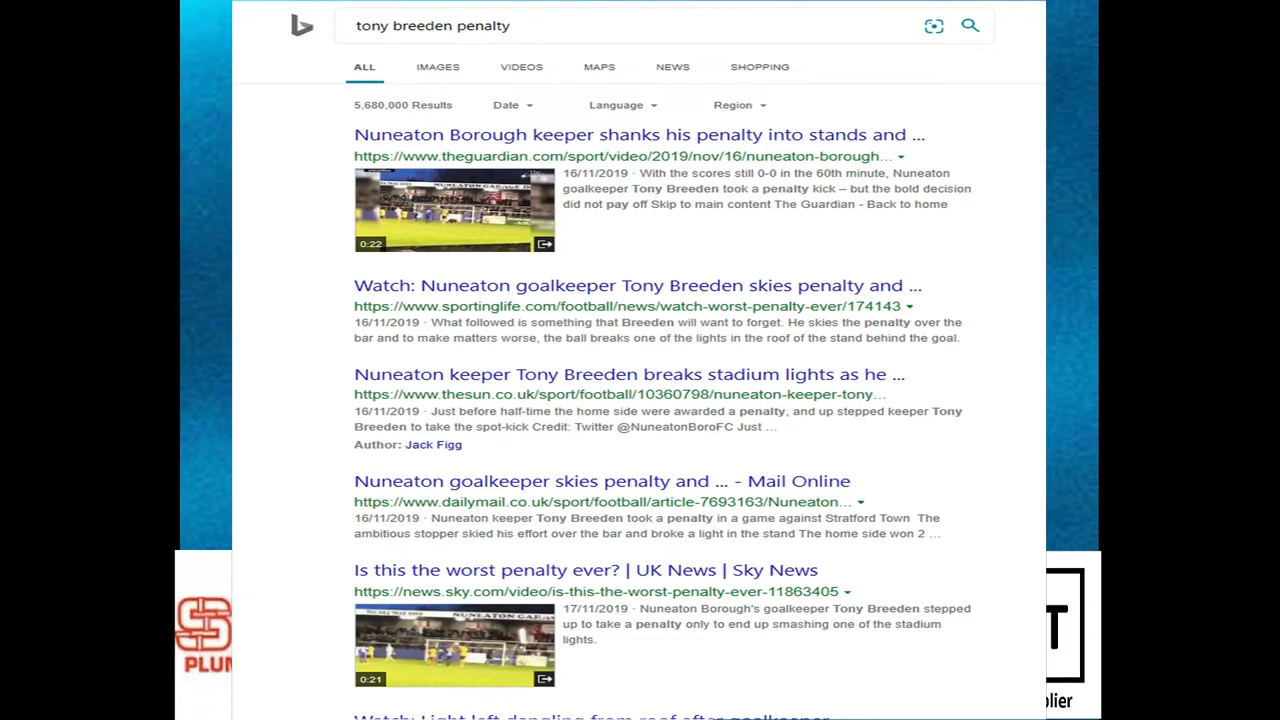 tony breeden penalty
ALL IMAGES VIDEOS MAPS NEWS SHOPPING
5,680,000 Results Date Language Region
Nuneaton Borough keeper shanks his penalty into stands and ...
https://www.theguardian.com/sport/video/2019/nov/16/nuneaton-borough...
16/11/2019 · With the scores still 0-0 in the 60th minute, Nuneaton
goalkeeper Tony Breeden took a penalty kick – but the bold decision
did not pay off Skip to main content The Guardian - Back to home
NUNEATON GARAGE D
0:22
Watch: Nuneaton goalkeeper Tony Breeden skies penalty and ...
https://www.sportinglife.com/football/news/watch-worst-penalty-ever/174143
16/11/2019 · What followed is something that Breeden will want to forget. He skies the penalty over the
bar and to make matters worse, the ball breaks one of the lights in the roof of the stand behind the goal.
Nuneaton keeper Tony Breeden breaks stadium lights as he ...
https://www.thesun.co.uk/sport/football/10360798/nuneaton-keeper-tony...
16/11/2019 · Just before half-time the home side were awarded a penalty, and up stepped keeper Tony
Breeden to take the spot-kick Credit: Twitter @NuneatonBoroFC Just ...
Author: Jack Figg
Nuneaton goalkeeper skies penalty and ... - Mail Online
https://www.dailymail.co.uk/sport/football/article-7693163/Nuneaton...
16/11/2019 · Nuneaton keeper Tony Breeden took a penalty in a game against Stratford Town The
ambitious stopper skied his effort over the bar and broke a light in the stand The home side won 2 ...
Is this the worst penalty ever? | UK News | Sky News
https://news.sky.com/video/is-this-the-worst-penalty-ever-11863405
17/11/2019 · Nuneaton Borough's goalkeeper Tony Breeden stepped
up to take a penalty only to end up smashing one of the stadium
lights.
NUNEATON GARAG
0:21
PLUM
T
plier
Watch: Light left dangling from roof after goalkeeper